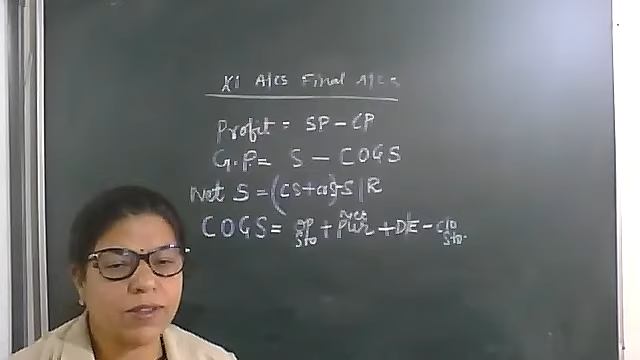 XI A/cs Final A/cs
Profit = SP - CP
G.P = S - COGS
Net S = (CS + CrS) - S/R
COGS = op sto + Net pur + DE - clo sto.